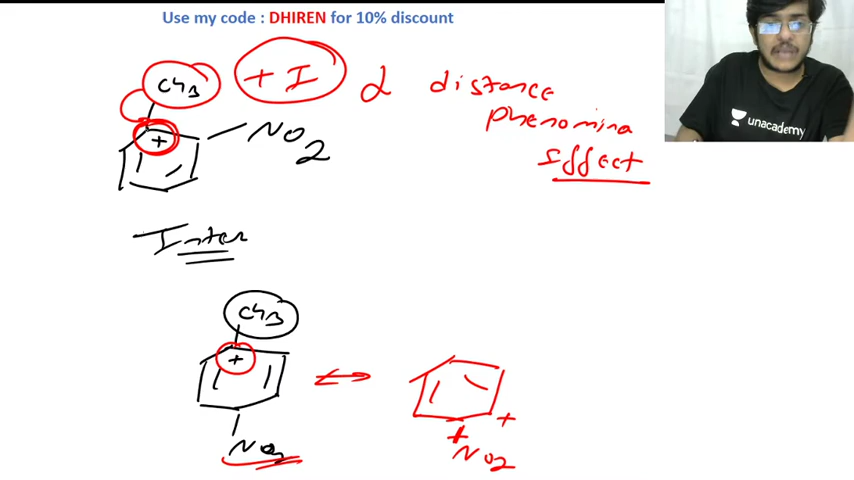 Use my code : DHIREN for 10% discount
CH3 +I α distance
phenomina
Effect
+ NO2
unacademy
Inter
CH3
+
NO2
+
+
NO2